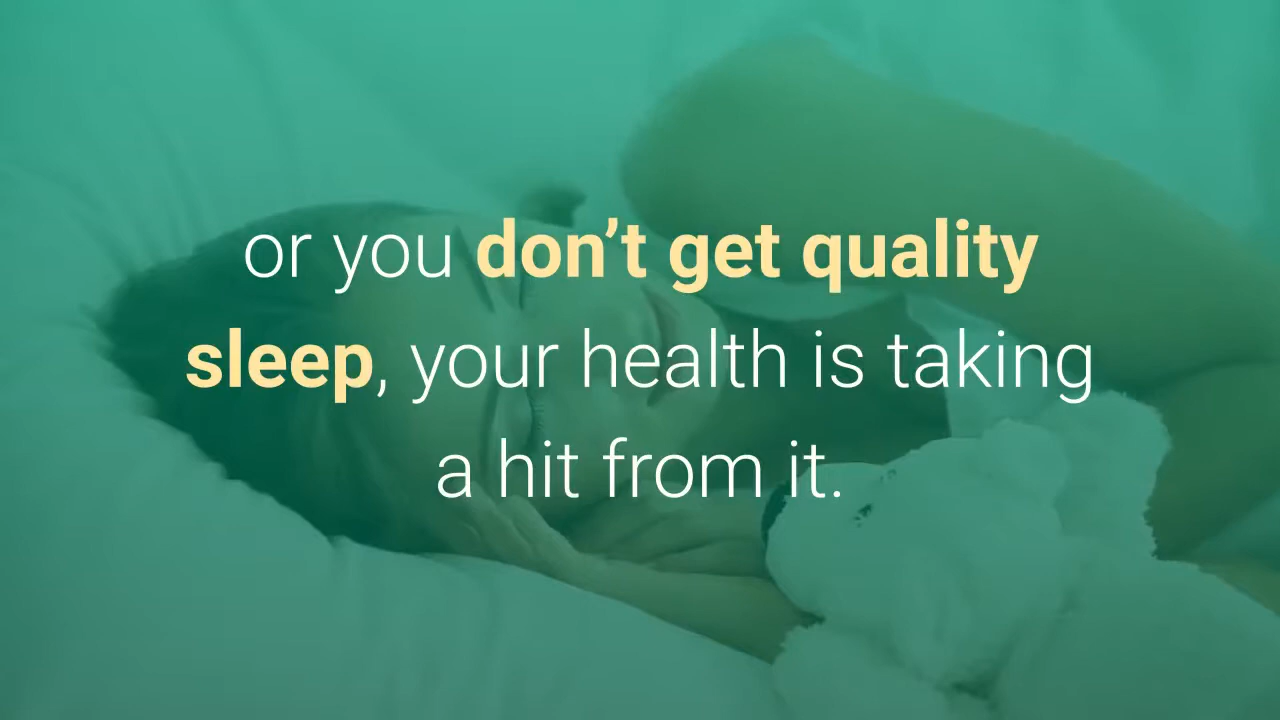 or you don’t get quality
sleep, your health is taking
a hit from it.